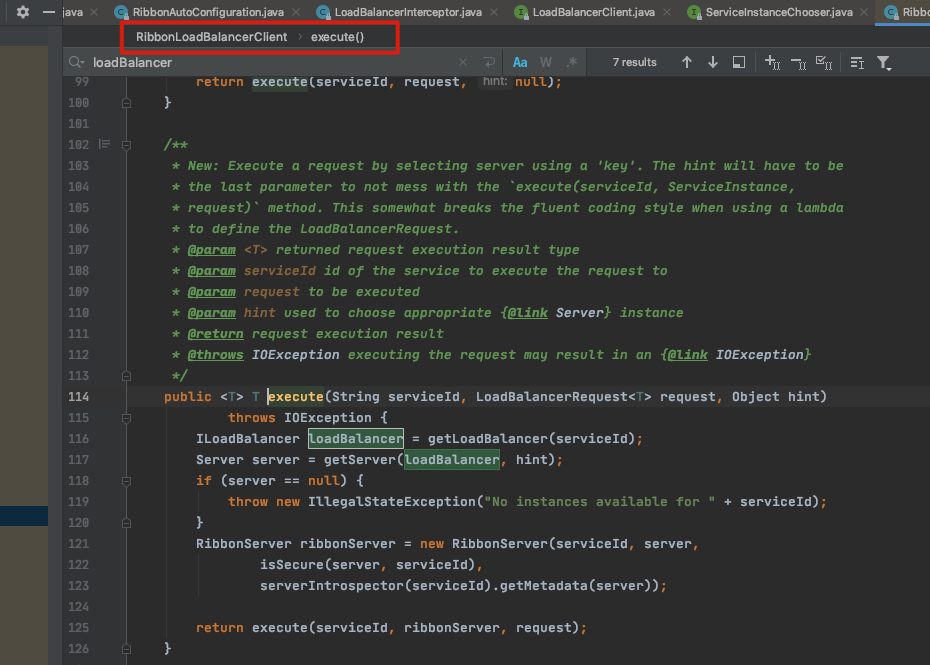 java RibbonAutoConfiguration.java LoadBalancerInterceptor.java LoadBalancerClient.java ServiceInstanceChooser.java Ribbo
RibbonLoadBalancerClient execute()
loadBalancer Aa W .* 7 results
99 return execute(serviceId, request, hint: null);
100 }
101
102 /**
103 * New: Execute a request by selecting server using a 'key'. The hint will have to be
104 * the last parameter to not mess with the `execute(serviceId, ServiceInstance,
105 * request)` method. This somewhat breaks the fluent coding style when using a lambda
106 * to define the LoadBalancerRequest.
107 * @param <T> returned request execution result type
108 * @param serviceId id of the service to execute the request to
109 * @param request to be executed
110 * @param hint used to choose appropriate {@link Server} instance
111 * @return request execution result
112 * @throws IOException executing the request may result in an {@link IOException}
113 */
114 public <T> T execute(String serviceId, LoadBalancerRequest<T> request, Object hint)
115 throws IOException {
116 ILoadBalancer loadBalancer = getLoadBalancer(serviceId);
117 Server server = getServer(loadBalancer, hint);
118 if (server == null) {
119 throw new IllegalStateException("No instances available for " + serviceId);
120 }
121 RibbonServer ribbonServer = new RibbonServer(serviceId, server,
122 isSecure(server, serviceId),
123 serverIntrospector(serviceId).getMetadata(server));
124
125 return execute(serviceId, ribbonServer, request);
126 }